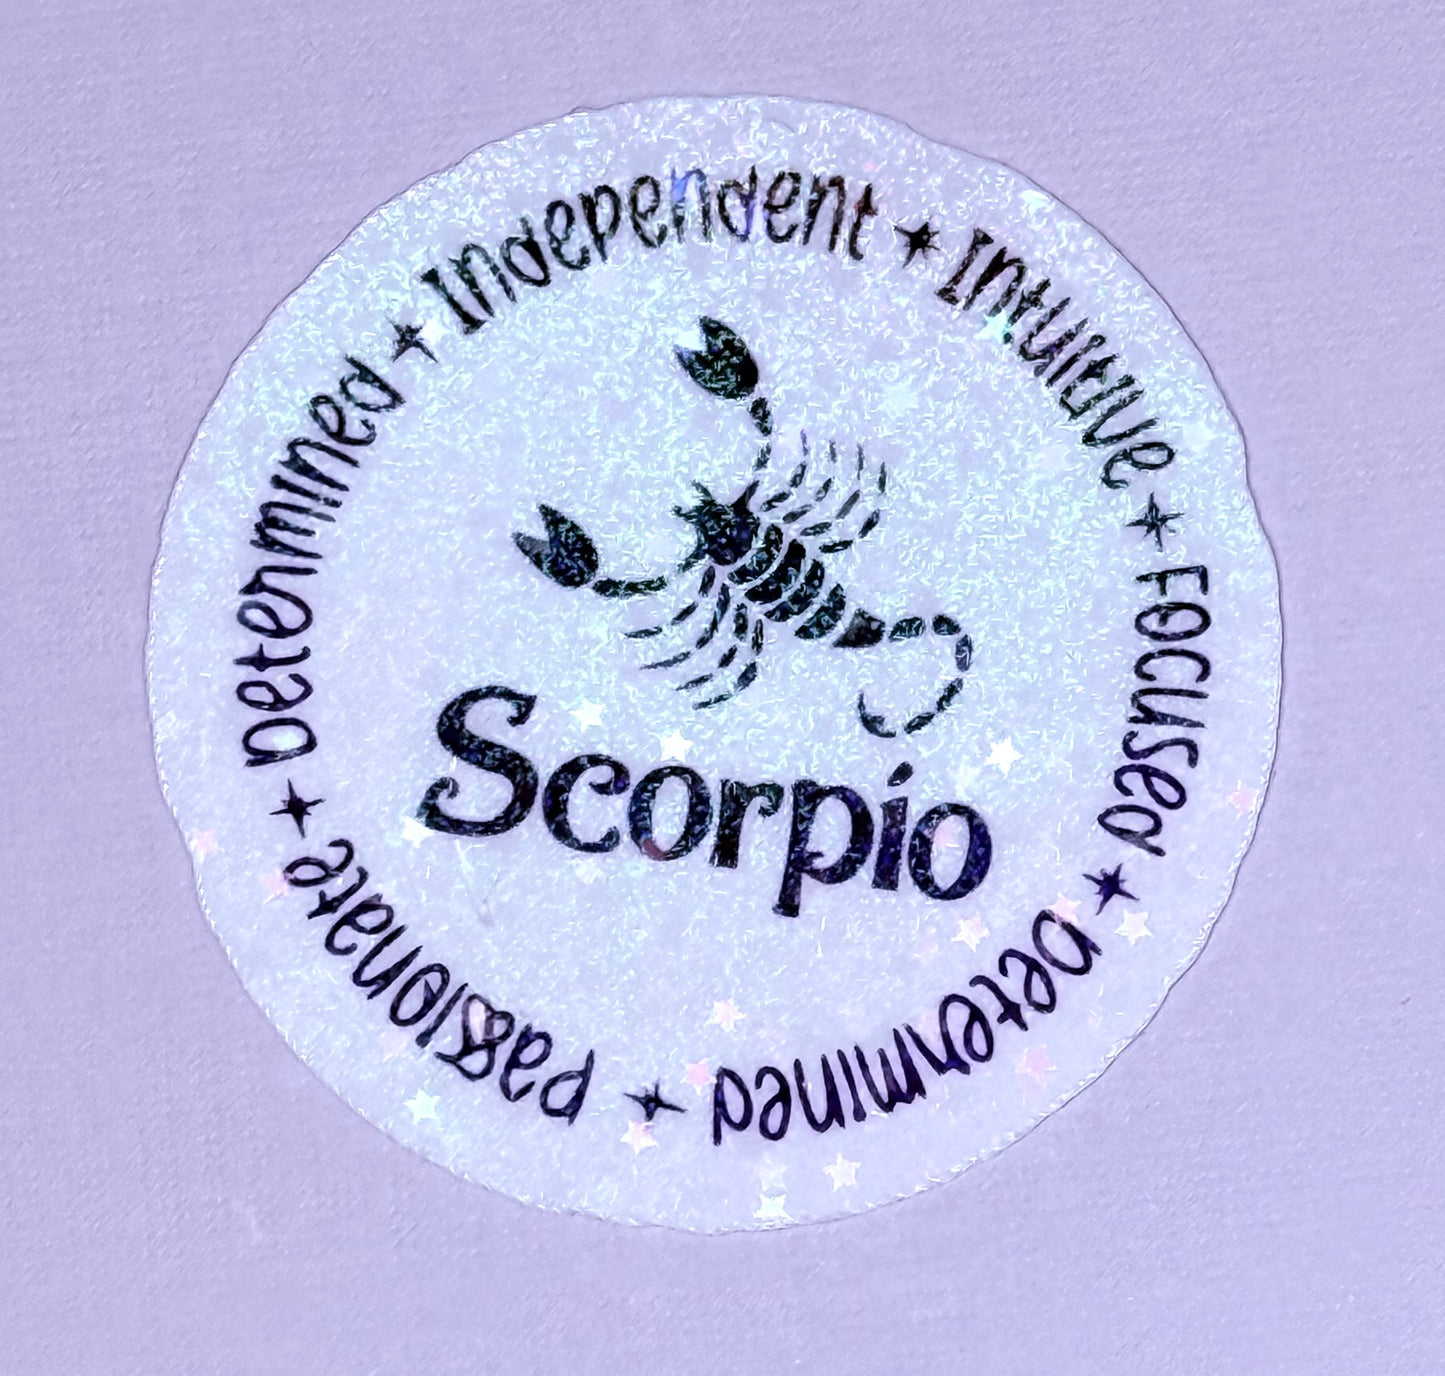 Independent ✦ Intuitive ✦ Focused ✦ Determined ✦ Passionate ✦ Determined ✦
Scorpio